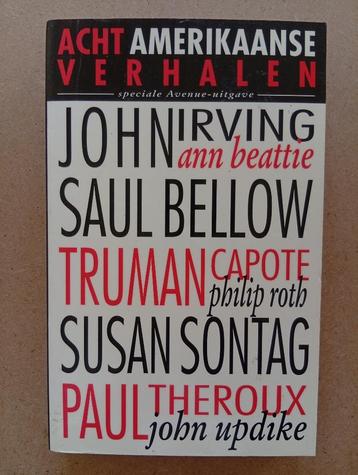 ACHT AMERIKAANSE
VERHALEN
speciale Avenue-uitgave
JOHN IRVING
ann beattie
SAUL BELLOW
TRUMAN CAPOTE
philip roth
SUSAN SONTAG
PAUL THEROUX
john updike